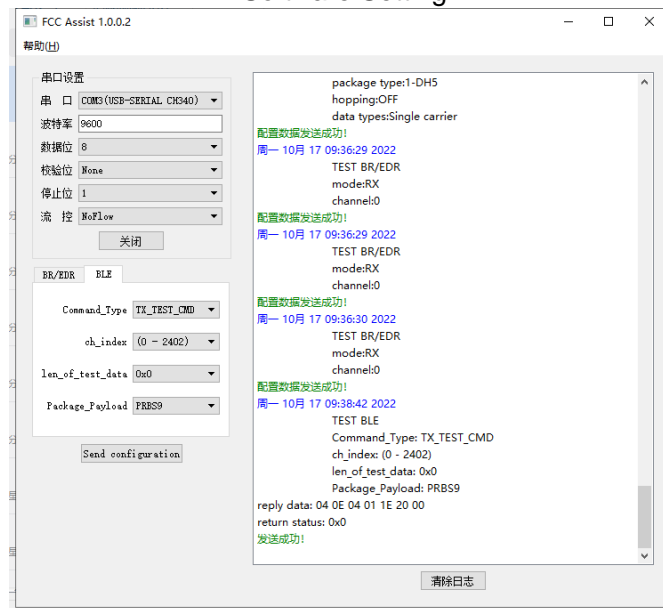 FCC Assist 1.0.0.2
帮助(H)
串口设置
串 口 COM3(USB-SERIAL CH340)
波特率 9600
数据位 8
校验位 None
停止位 1
流 控 NoFlow
关闭
BR/EDR BLE
Command_Type TX_TEST_CMD
ch_index (0 - 2402)
len_of_test_data 0x0
Package_Payload PRBS9
Send configuration
package type:1-DH5
hopping:OFF
data types:Single carrier
配置数据发送成功!
周一 10月 17 09:36:29 2022
TEST BR/EDR
mode:RX
channel:0
配置数据发送成功!
周一 10月 17 09:36:29 2022
TEST BR/EDR
mode:RX
channel:0
配置数据发送成功!
周一 10月 17 09:36:30 2022
TEST BR/EDR
mode:RX
channel:0
配置数据发送成功!
周一 10月 17 09:38:42 2022
TEST BLE
Command_Type: TX_TEST_CMD
ch_index: (0 - 2402)
len_of_test_data: 0x0
Package_Payload: PRBS9
reply data: 04 0E 04 01 1E 20 00
return status: 0x0
发送成功!
清除日志